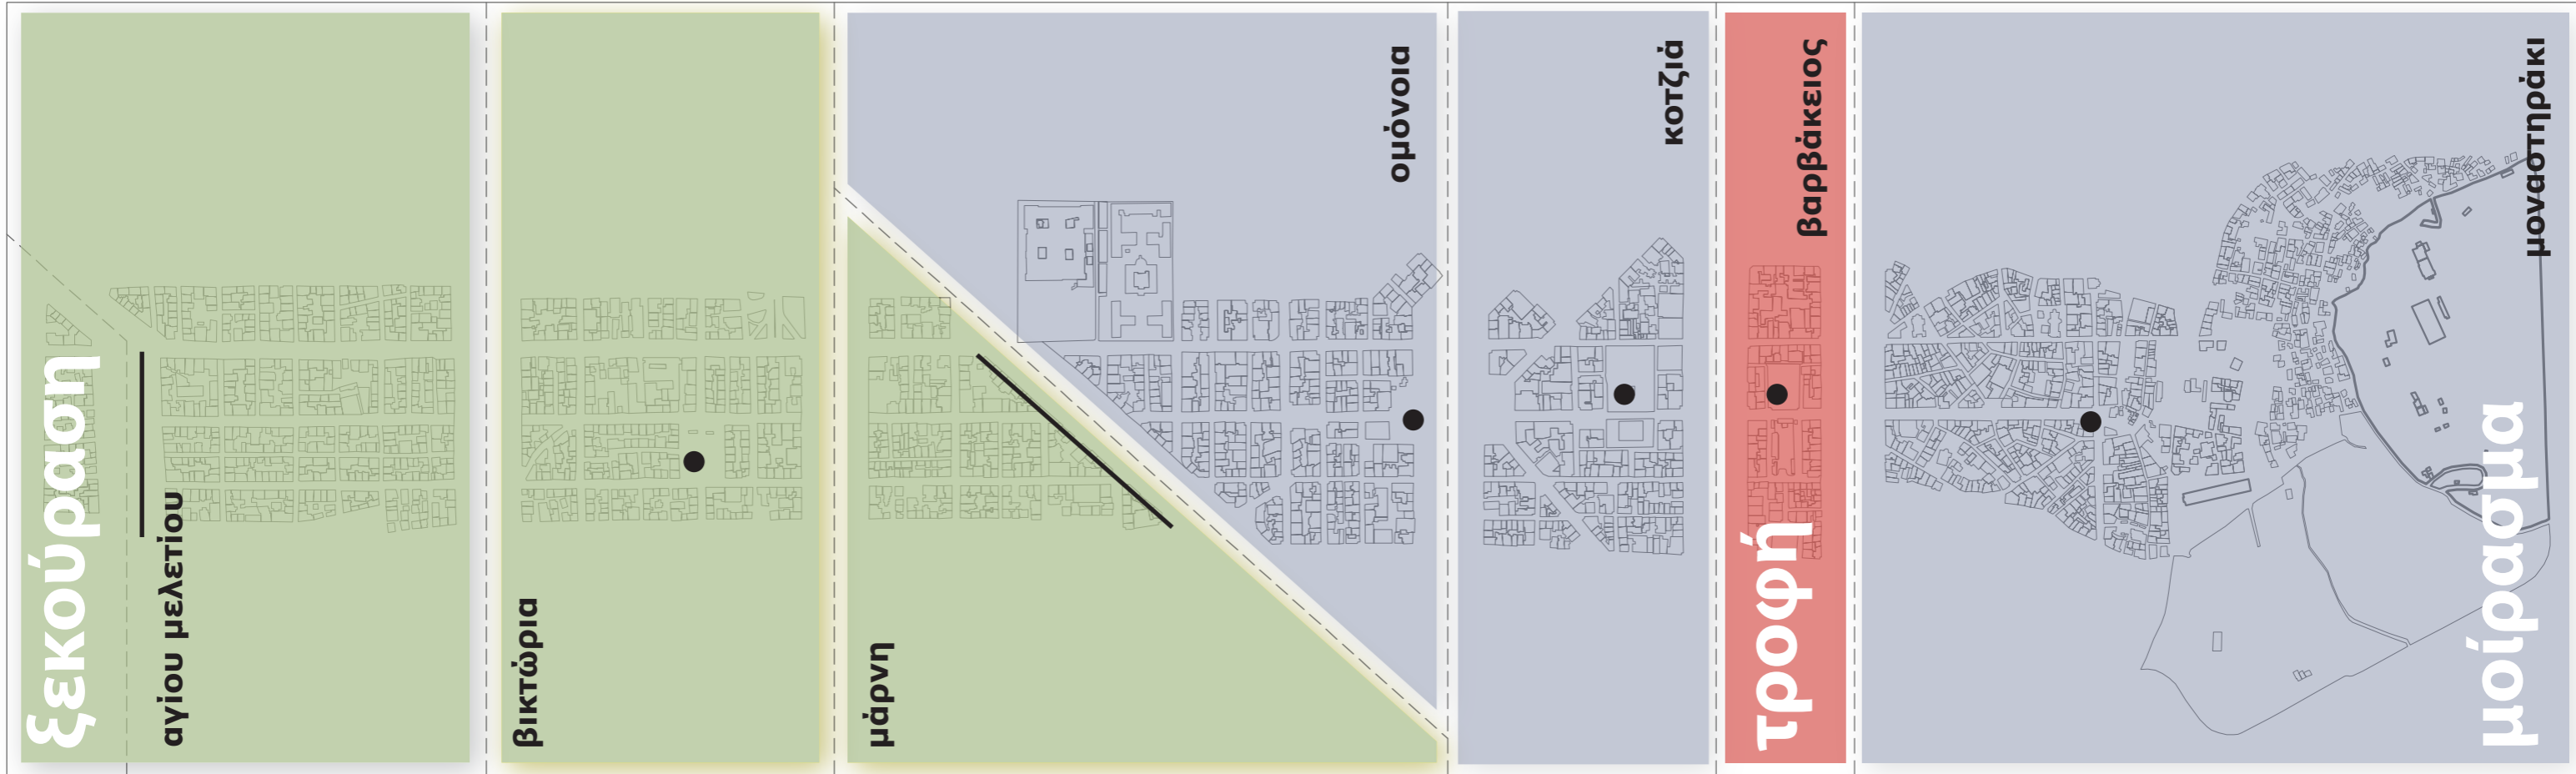 ξεκούραση
αγίου μελετίου
βικτώρια
μάρνη
ομόνοια
κοτζιά
βαρβάκειος
τροφή
μοναστηράκι
μοίρασμα